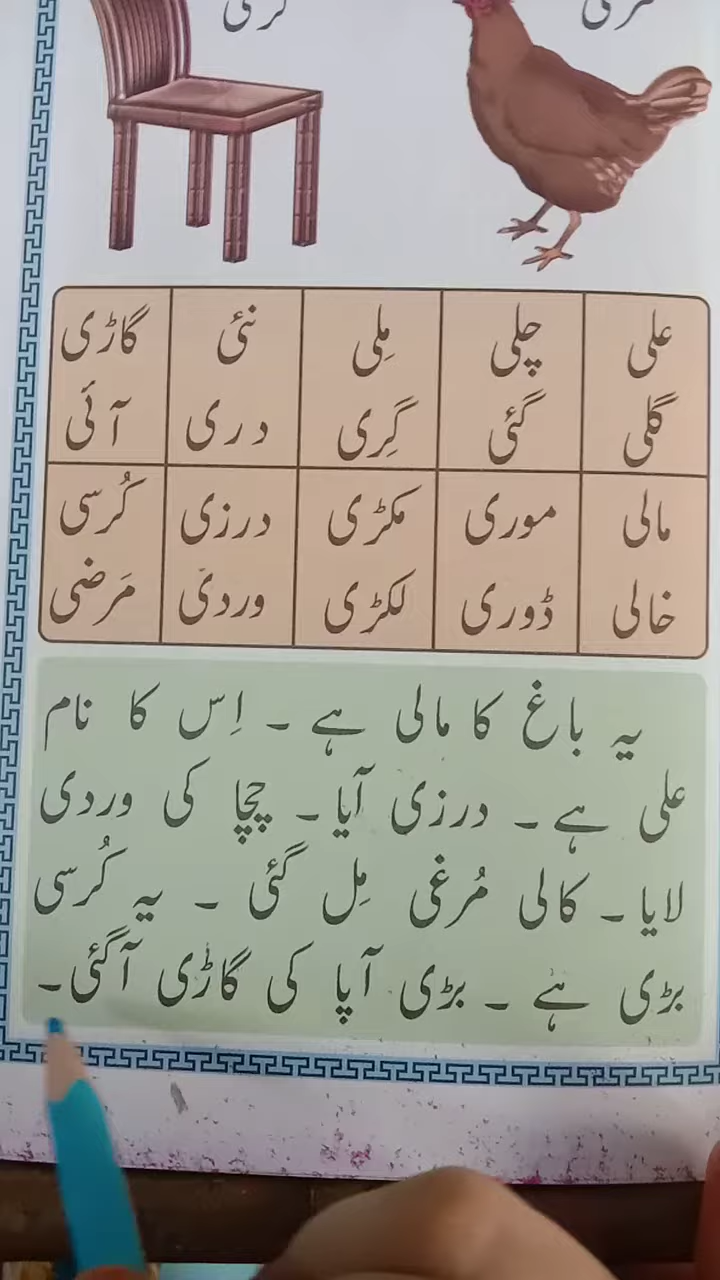 علی چلی مِلی نئی گاڑی
گلی گئی گِری دری آئی
مالی موری مکڑی درزی کُرسی
خالی ڈوری لکڑی وردی مَرضی
یہ باغ کا مالی ہے ۔ اِس کا نام
علی ہے ۔ درزی آیا ۔ چچا کی وردی
لایا ۔ کالی مُرغی مِل گئی ۔ یہ کُرسی
بڑی ہے ۔ بڑی آپا کی گاڑی آگئی ۔